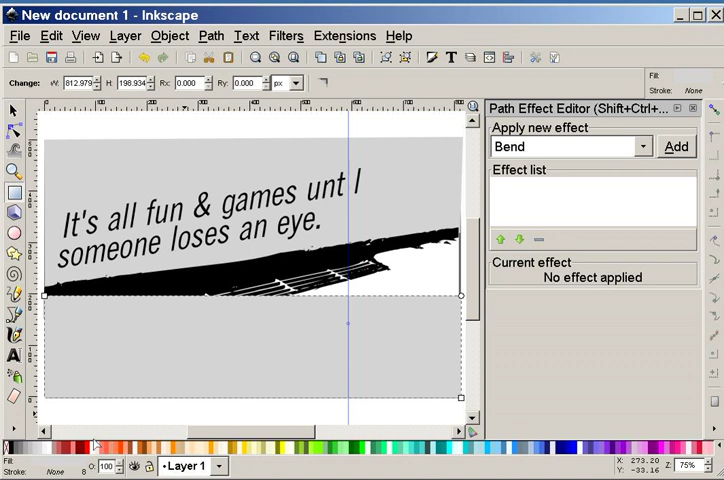 New document 1 - Inkscape
File Edit View Layer Object Path Text Filters Extensions Help
Change: W: 812.979 H: 198.934 Rx: 0.000 Ry: 0.000 px
Fill:
Stroke: None
Path Effect Editor (Shift+Ctrl+...
Apply new effect
Bend Add
Effect list
Current effect
No effect applied
It's all fun & games unt I
someone loses an eye.
Fill:
Stroke: None 8 O: 100 •Layer 1
X: 273.20
Y: -33.16
Z: 75%